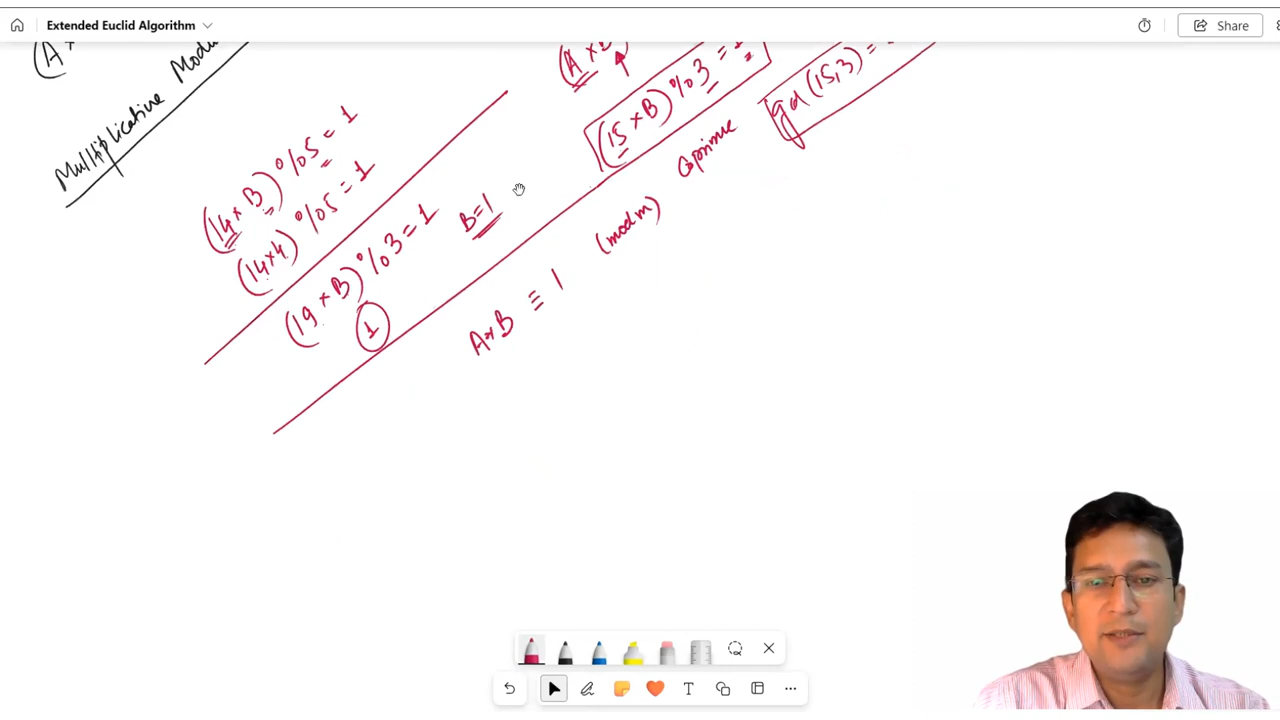 Extended Euclid Algorithm
Share
(A ×
Multiplicative Modu
(14 × B) % 5 = 1
(14×4) % 5 = 1
(19 × B) % 3 = 1
1
B=1
(A ×
(15 × B) % 3 = 1
gcd (15,3) =
Coprime
A*B ≡ 1 (mod m)
T